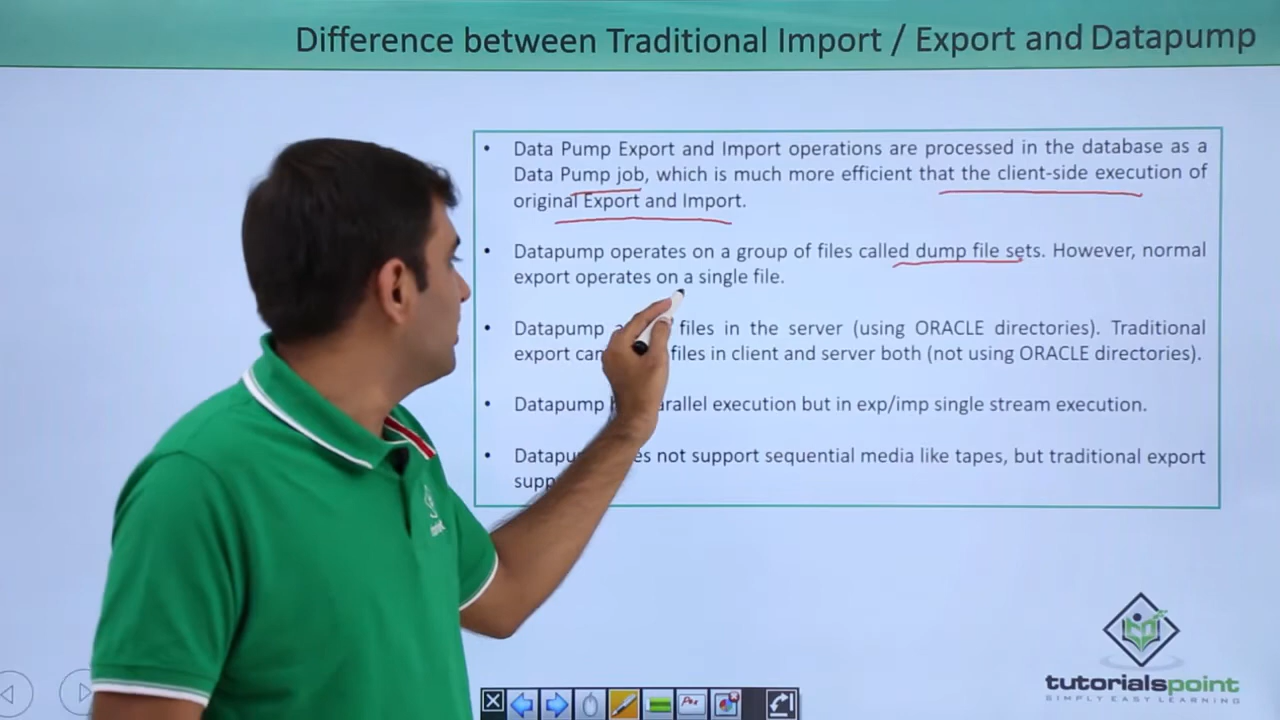 Difference between Traditional Import / Export and Datapump
• Data Pump Export and Import operations are processed in the database as a
Data Pump job, which is much more efficient that the client-side execution of
original Export and Import.
• Datapump operates on a group of files called dump file sets. However, normal
export operates on a single file.
• Datapump files in the server (using ORACLE directories). Traditional
export can files in client and server both (not using ORACLE directories).
• Datapump parallel execution but in exp/imp single stream execution.
• not support sequential media like tapes, but traditional export
tutorialspoint
SIMPLY EASY LEARNING